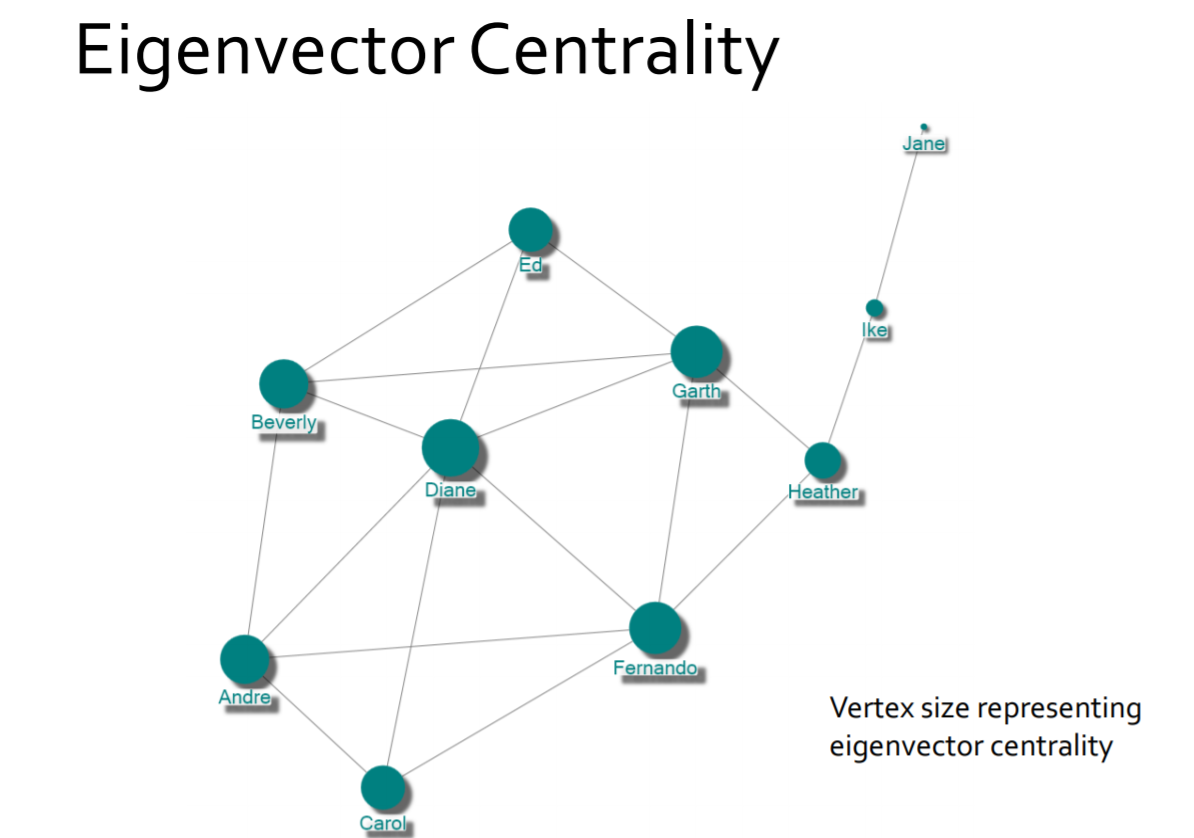 Eigenvector Centrality
Jane
Ed
Ike
Garth
Beverly
Diane
Heather
Fernando
Andre
Vertex size representing
eigenvector centrality
Carol